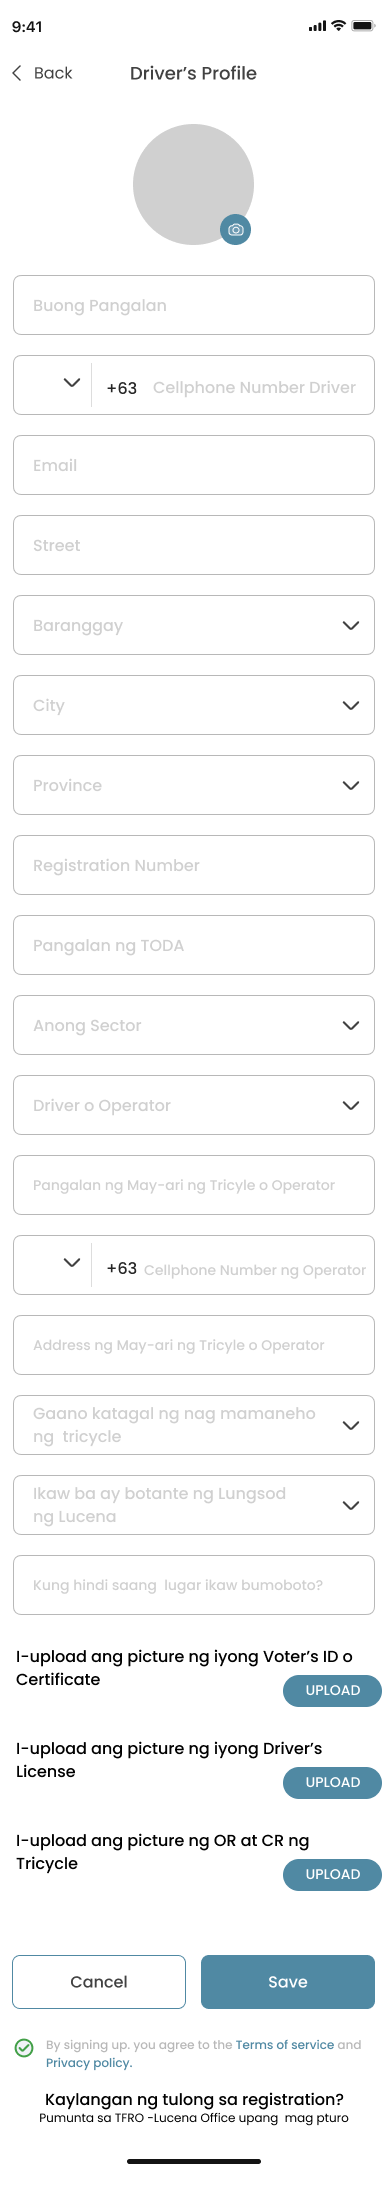 9:41
Back
Driver's Profile
Buong Pangalan
+63 Cellphone Number Driver
Email
Street
Baranggay
City
Province
Registration Number
Pangalan ng TODA
Anong Sector
Driver o Operator
Pangalan ng May-ari ng Tricyle o Operator
+63 Cellphone Number ng Operator
Address ng May-ari ng Tricyle o Operator
Gaano katagal ng nag mamaneho
ng tricycle
Ikaw ba ay botante ng Lungsod
ng Lucena
Kung hindi saang lugar ikaw bumoboto?
I-upload ang picture ng iyong Voter's ID o
Certificate
UPLOAD
I-upload ang picture ng iyong Driver's
License
UPLOAD
I-upload ang picture ng OR at CR ng
Tricycle
UPLOAD
Cancel
Save
By signing up. you agree to the Terms of service and
Privacy policy.
Kaylangan ng tulong sa registration?
Pumunta sa TFRO -Lucena Office upang mag pturo